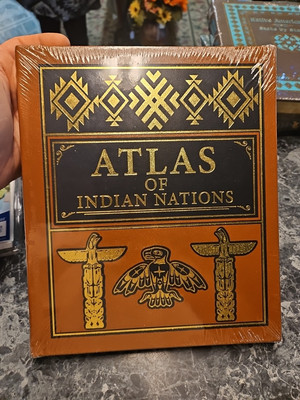 ATLAS
OF
INDIAN NATIONS